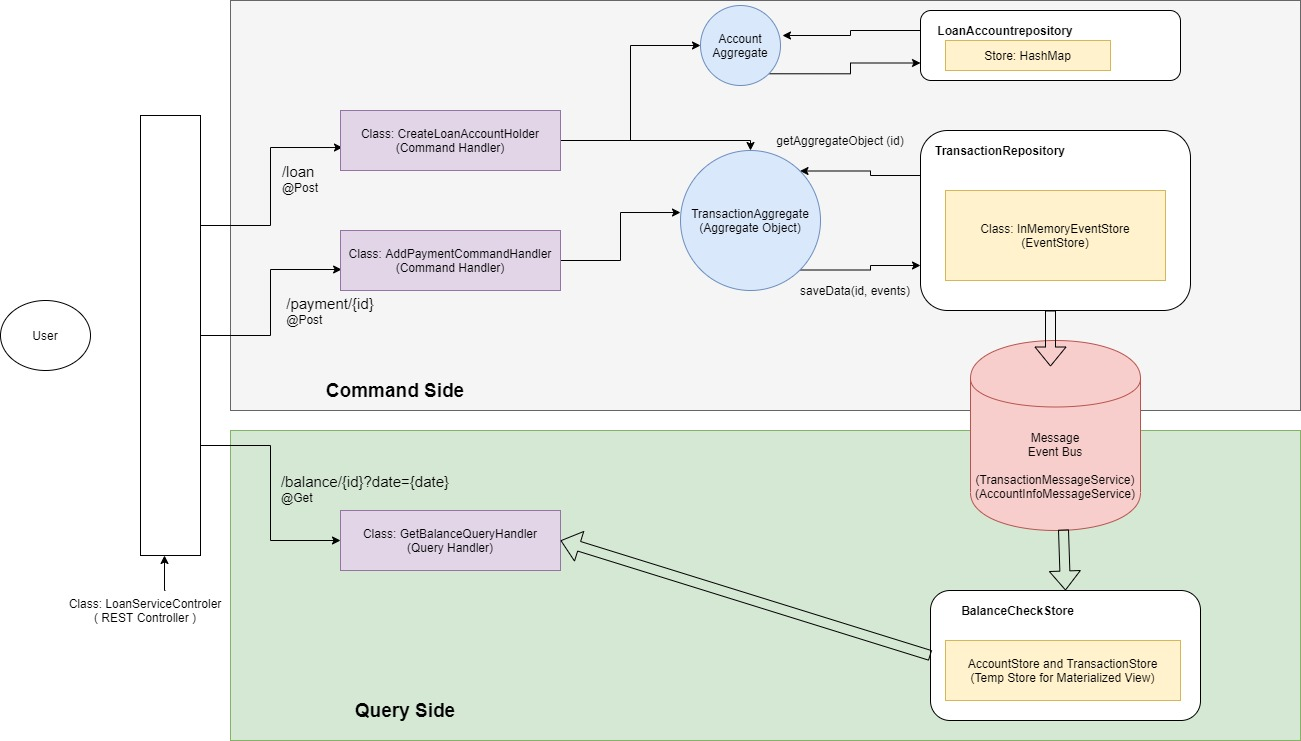 Account
Aggregate
LoanAccountrepository
Store: HashMap
Class: CreateLoanAccountHolder
(Command Handler)
/loan
@Post
getAggregateObject (id)
TransactionRepository
TransactionAggregate
(Aggregate Object)
Class: InMemoryEventStore
(EventStore)
Class: AddPaymentCommandHandler
(Command Handler)
saveData(id, events)
/payment/{id}
@Post
User
Command Side
Message
Event Bus
(TransactionMessageService)
(AccountInfoMessageService)
/balance/{id}?date={date}
@Get
Class: GetBalanceQueryHandler
(Query Handler)
Class: LoanServiceControler
( REST Controller )
BalanceCheckStore
AccountStore and TransactionStore
(Temp Store for Materialized View)
Query Side